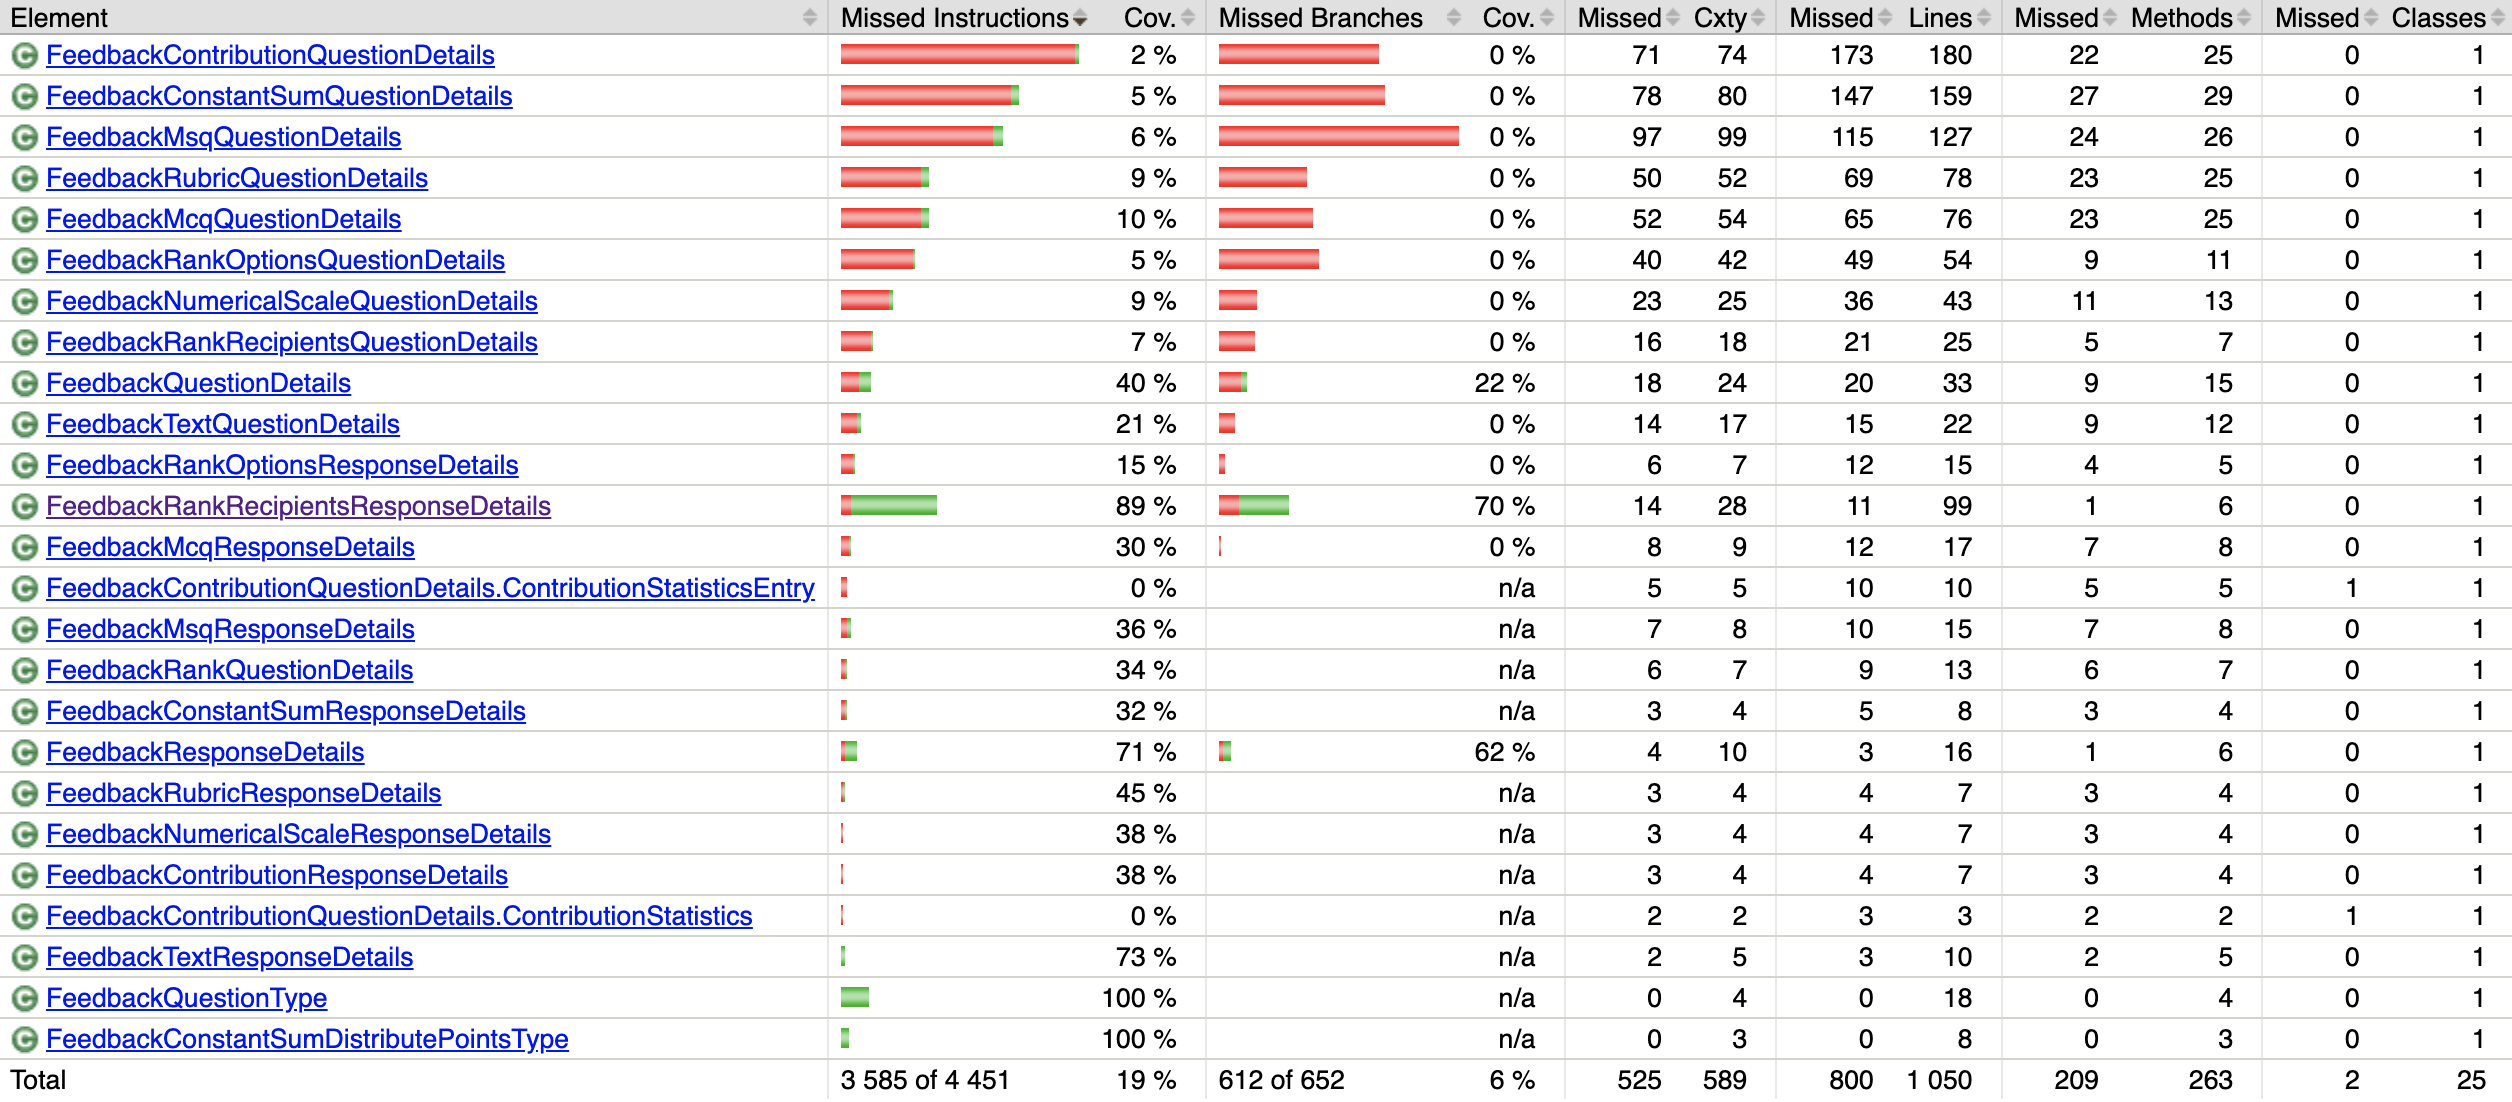 Element Missed Instructions Cov. Missed Branches Cov. Missed Cxty Missed Lines Missed Methods Missed Classes
FeedbackContributionQuestionDetails 2 % 0 % 71 74 173 180 22 25 0 1
FeedbackConstantSumQuestionDetails 5 % 0 % 78 80 147 159 27 29 0 1
FeedbackMsqQuestionDetails 6 % 0 % 97 99 115 127 24 26 0 1
FeedbackRubricQuestionDetails 9 % 0 % 50 52 69 78 23 25 0 1
FeedbackMcqQuestionDetails 10 % 0 % 52 54 65 76 23 25 0 1
FeedbackRankOptionsQuestionDetails 5 % 0 % 40 42 49 54 9 11 0 1
FeedbackNumericalScaleQuestionDetails 9 % 0 % 23 25 36 43 11 13 0 1
FeedbackRankRecipientsQuestionDetails 7 % 0 % 16 18 21 25 5 7 0 1
FeedbackQuestionDetails 40 % 22 % 18 24 20 33 9 15 0 1
FeedbackTextQuestionDetails 21 % 0 % 14 17 15 22 9 12 0 1
FeedbackRankOptionsResponseDetails 15 % 0 % 6 7 12 15 4 5 0 1
FeedbackRankRecipientsResponseDetails 89 % 70 % 14 28 11 99 1 6 0 1
FeedbackMcqResponseDetails 30 % 0 % 8 9 12 17 7 8 0 1
FeedbackContributionQuestionDetails.ContributionStatisticsEntry 0 % n/a 5 5 10 10 5 5 1 1
FeedbackMsqResponseDetails 36 % n/a 7 8 10 15 7 8 0 1
FeedbackRankQuestionDetails 34 % n/a 6 7 9 13 6 7 0 1
FeedbackConstantSumResponseDetails 32 % n/a 3 4 5 8 3 4 0 1
FeedbackResponseDetails 71 % 62 % 4 10 3 16 1 6 0 1
FeedbackRubricResponseDetails 45 % n/a 3 4 4 7 3 4 0 1
FeedbackNumericalScaleResponseDetails 38 % n/a 3 4 4 7 3 4 0 1
FeedbackContributionResponseDetails 38 % n/a 3 4 4 7 3 4 0 1
FeedbackContributionQuestionDetails.ContributionStatistics 0 % n/a 2 2 3 3 2 2 1 1
FeedbackTextResponseDetails 73 % n/a 2 5 3 10 2 5 0 1
FeedbackQuestionType 100 % n/a 0 4 0 18 0 4 0 1
FeedbackConstantSumDistributePointsType 100 % n/a 0 3 0 8 0 3 0 1
Total 3 585 of 4 451 19 % 612 of 652 6 % 525 589 800 1 050 209 263 2 25